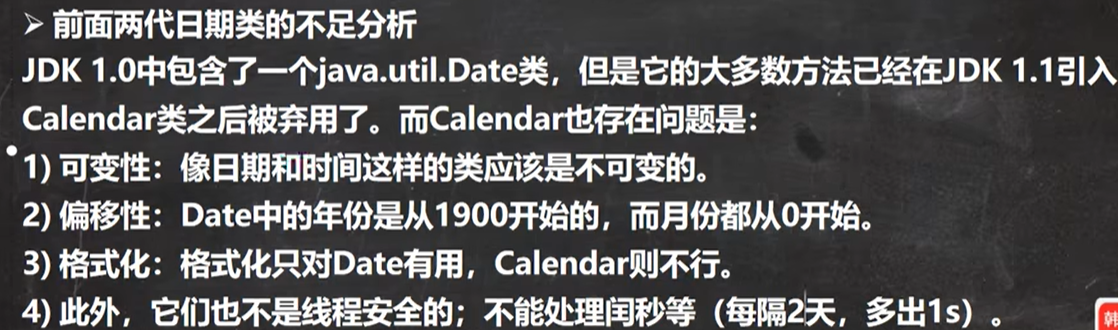 ➢ 前面两代日期类的不足分析
JDK 1.0中包含了一个java.util.Date类，但是它的大多数方法已经在JDK 1.1引入
Calendar类之后被弃用了。而Calendar也存在问题是：
1) 可变性：像日期和时间这样的类应该是不可变的。
2) 偏移性：Date中的年份是从1900开始的，而月份都从0开始。
3) 格式化：格式化只对Date有用，Calendar则不行。
4) 此外，它们也不是线程安全的；不能处理闰秒等（每隔2天，多出1s）。
韩